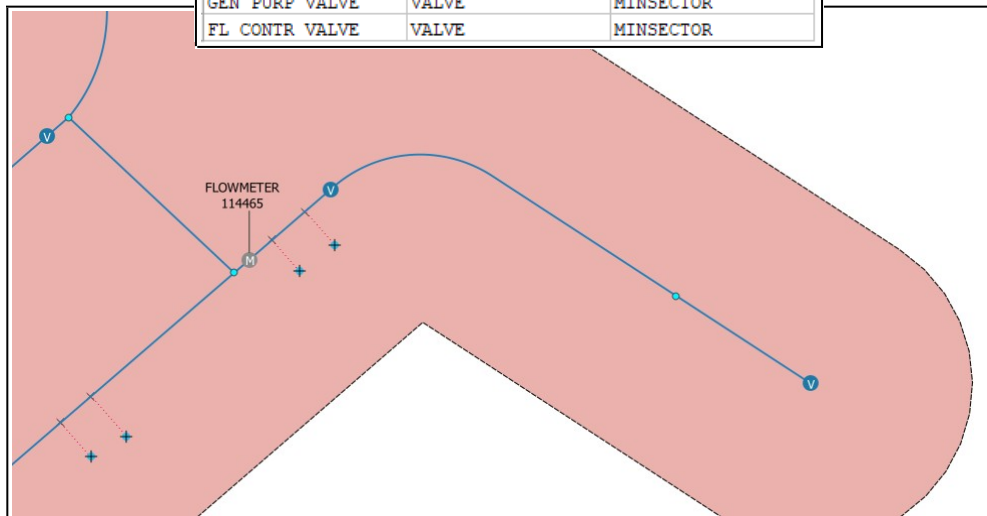 GEN PURP VALVE VALVE MINSECTOR
FL CONTR VALVE VALVE MINSECTOR
V
V
FLOWMETER
114465
M
V